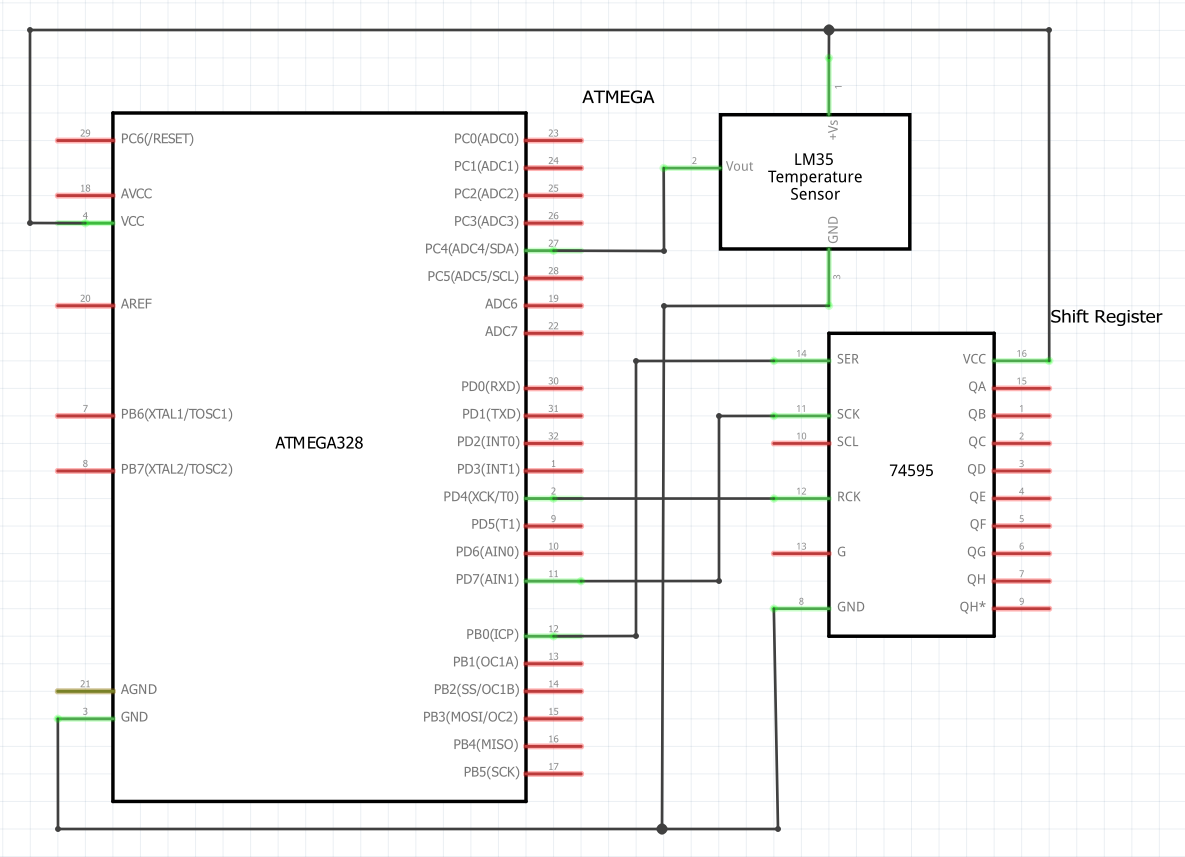 ATMEGA
29 PC6(/RESET)
18 AVCC
4 VCC
20 AREF
7 PB6(XTAL1/TOSC1)
8 PB7(XTAL2/TOSC2)
21 AGND
3 GND
ATMEGA328
PC0(ADC0) 23
PC1(ADC1) 24
PC2(ADC2) 25
PC3(ADC3) 26
PC4(ADC4/SDA) 27
PC5(ADC5/SCL) 28
ADC6 19
ADC7 22
PD0(RXD) 30
PD1(TXD) 31
PD2(INT0) 32
PD3(INT1) 1
PD4(XCK/T0) 2
PD5(T1) 9
PD6(AIN0) 10
PD7(AIN1) 11
PB0(ICP) 12
PB1(OC1A) 13
PB2(SS/OC1B) 14
PB3(MOSI/OC2) 15
PB4(MISO) 16
PB5(SCK) 17
1
+Vs
2 Vout
LM35
Temperature
Sensor
GND
3
Shift Register
14 SER
11 SCK
10 SCL
12 RCK
13 G
8 GND
74595
VCC 16
QA 15
QB 1
QC 2
QD 3
QE 4
QF 5
QG 6
QH 7
QH* 9